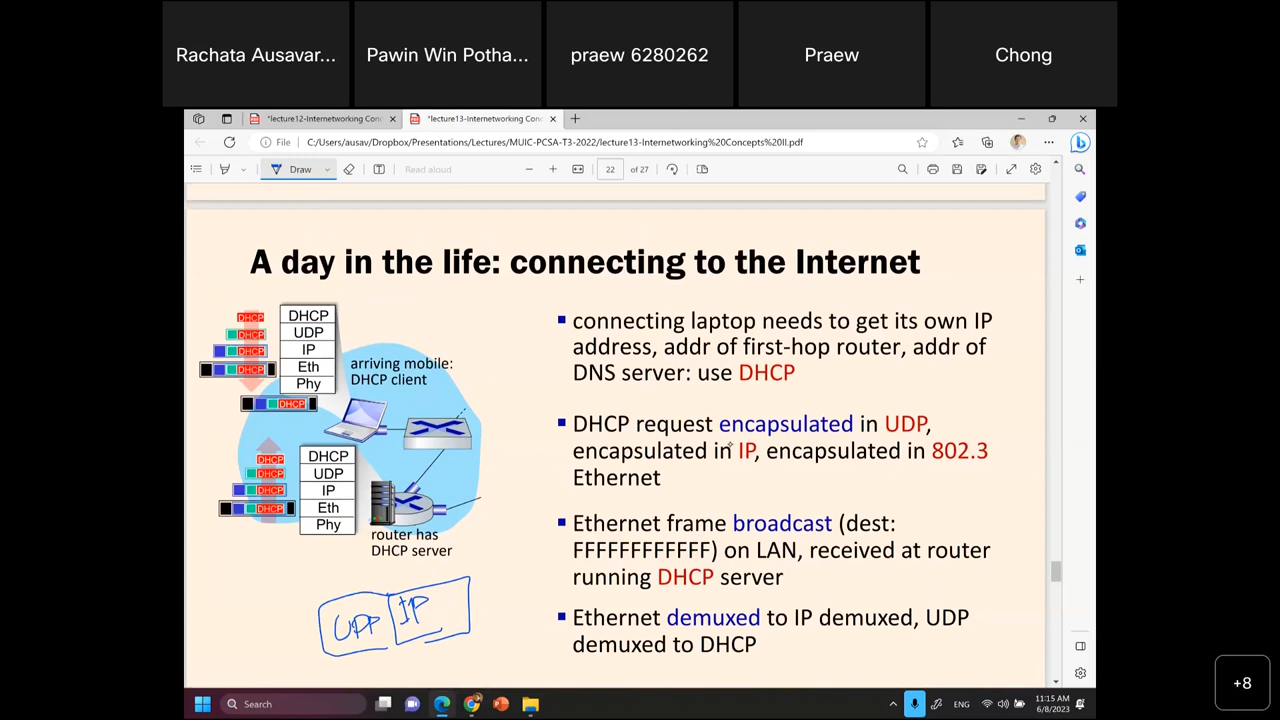 Rachata Ausavar...
Pawin Win Potha...
praew 6280262
Praew
Chong
*lecture12-Internetworking Conc
*lecture13-Internetworking Conc
File
C:/Users/ausav/Dropbox/Presentations/Lectures/MUIC-PCSA-T3-2022/lecture13-Internetworking%20Concepts%20II.pdf
Draw
Read aloud
22
of 27
A day in the life: connecting to the Internet
DHCP
DHCP
DHCP
DHCP
DHCP
DHCP
UDP
IP
Eth
Phy
arriving mobile:
DHCP client
DHCP
DHCP
DHCP
DHCP
DHCP
UDP
IP
Eth
Phy
router has
DHCP server
UDP
IP
connecting laptop needs to get its own IP
address, addr of first-hop router, addr of
DNS server: use DHCP
DHCP request encapsulated in UDP,
encapsulated in IP, encapsulated in 802.3
Ethernet
Ethernet frame broadcast (dest:
FFFFFFFFFFFF) on LAN, received at router
running DHCP server
Ethernet demuxed to IP demuxed, UDP
demuxed to DHCP
Search
ENG
11:15 AM
6/8/2023
+8